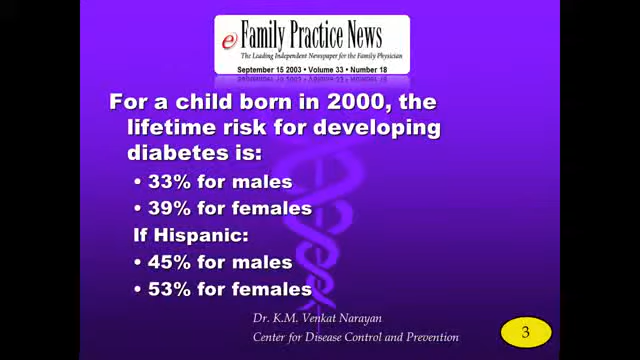 e Family Practice News
The Leading Independent Newspaper for the Family Physician
September 15 2003 • Volume 33 • Number 18
For a child born in 2000, the
lifetime risk for developing
diabetes is:
• 33% for males
• 39% for females
If Hispanic:
• 45% for males
• 53% for females
Dr. K.M. Venkat Narayan
Center for Disease Control and Prevention
3